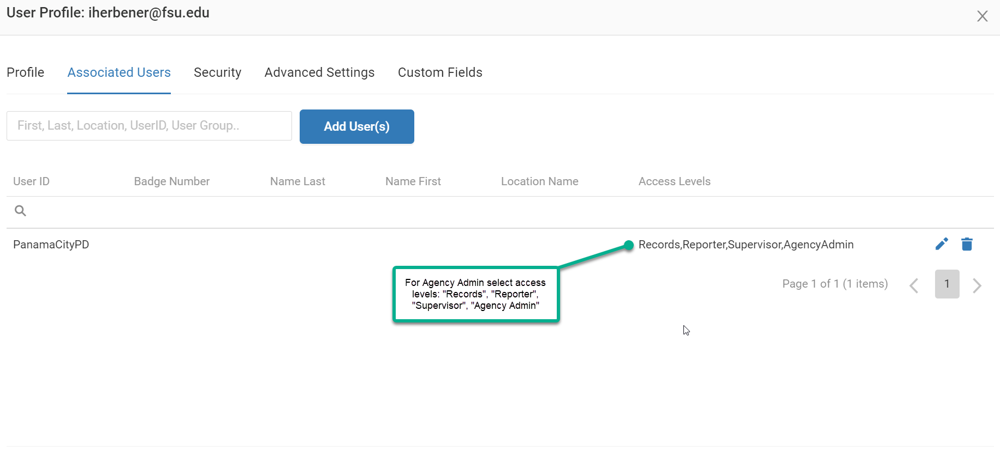 User Profile: iherbener@fsu.edu
Profile Associated Users Security Advanced Settings Custom Fields
First, Last, Location, UserID, User Group.. Add User(s)
User ID Badge Number Name Last Name First Location Name Access Levels
PanamaCityPD Records,Reporter,Supervisor,AgencyAdmin
For Agency Admin select access
levels: "Records", "Reporter",
"Supervisor", "Agency Admin"
Page 1 of 1 (1 items) 1